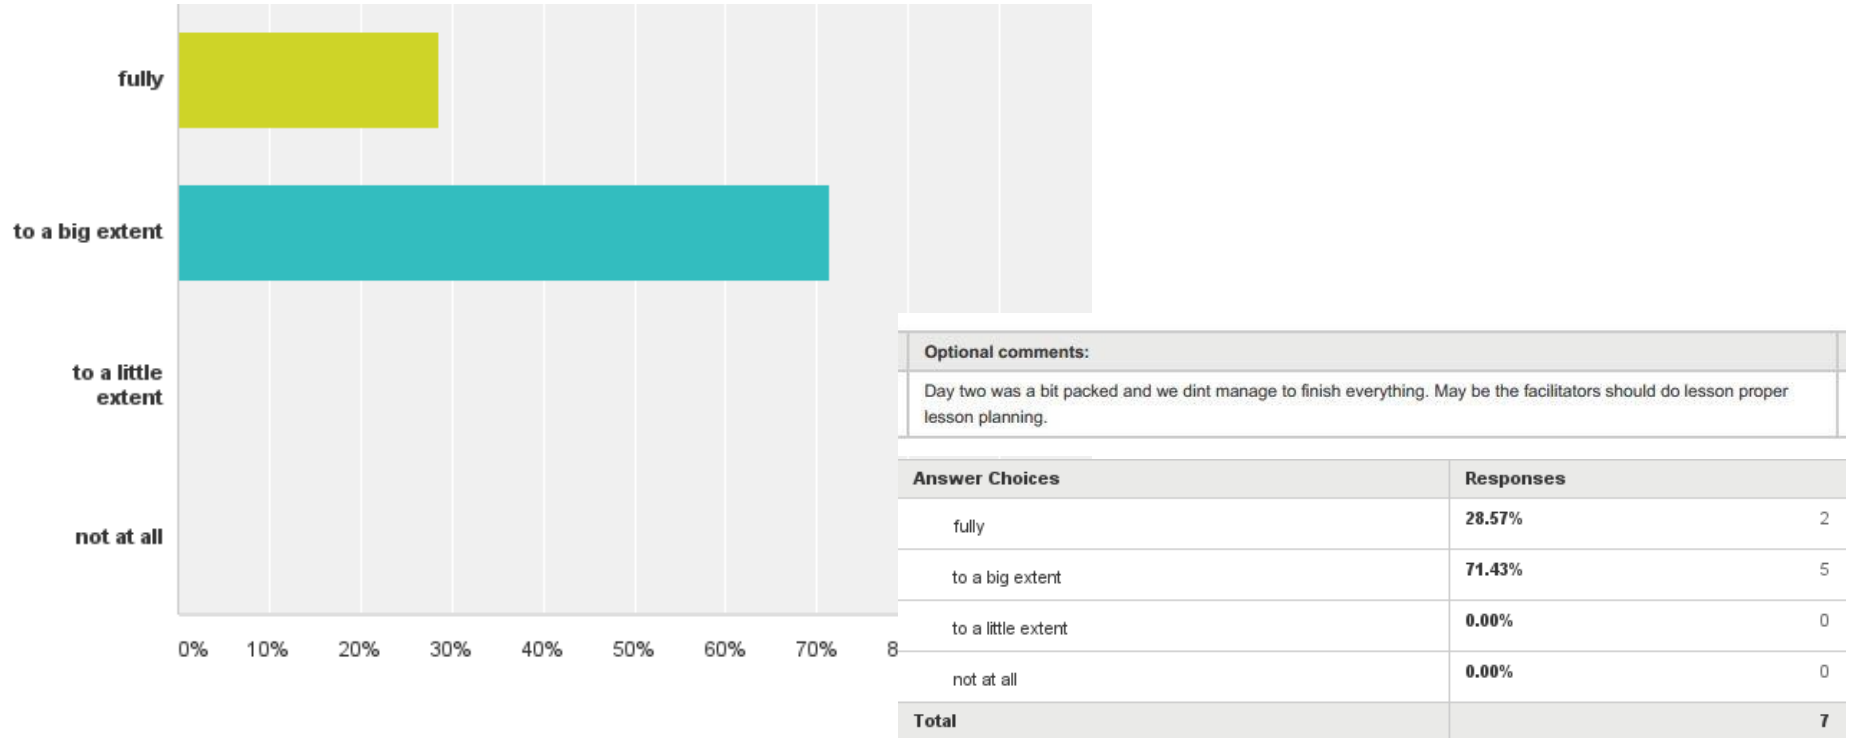 fully
to a big extent
to a little
extent
not at all
0% 10% 20% 30% 40% 50% 60% 70% 8
Optional comments:
Day two was a bit packed and we dint manage to finish everything. May be the facilitators should do lesson proper
lesson planning.
Answer Choices Responses
fully 28.57% 2
to a big extent 71.43% 5
to a little extent 0.00% 0
not at all 0.00% 0
Total 7